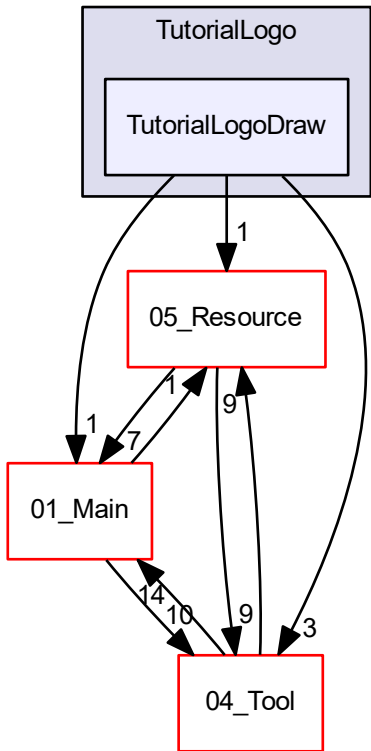 TutorialLogo
TutorialLogoDraw
1
05_Resource
1
9
1
7
01_Main
14
10
9
3
04_Tool